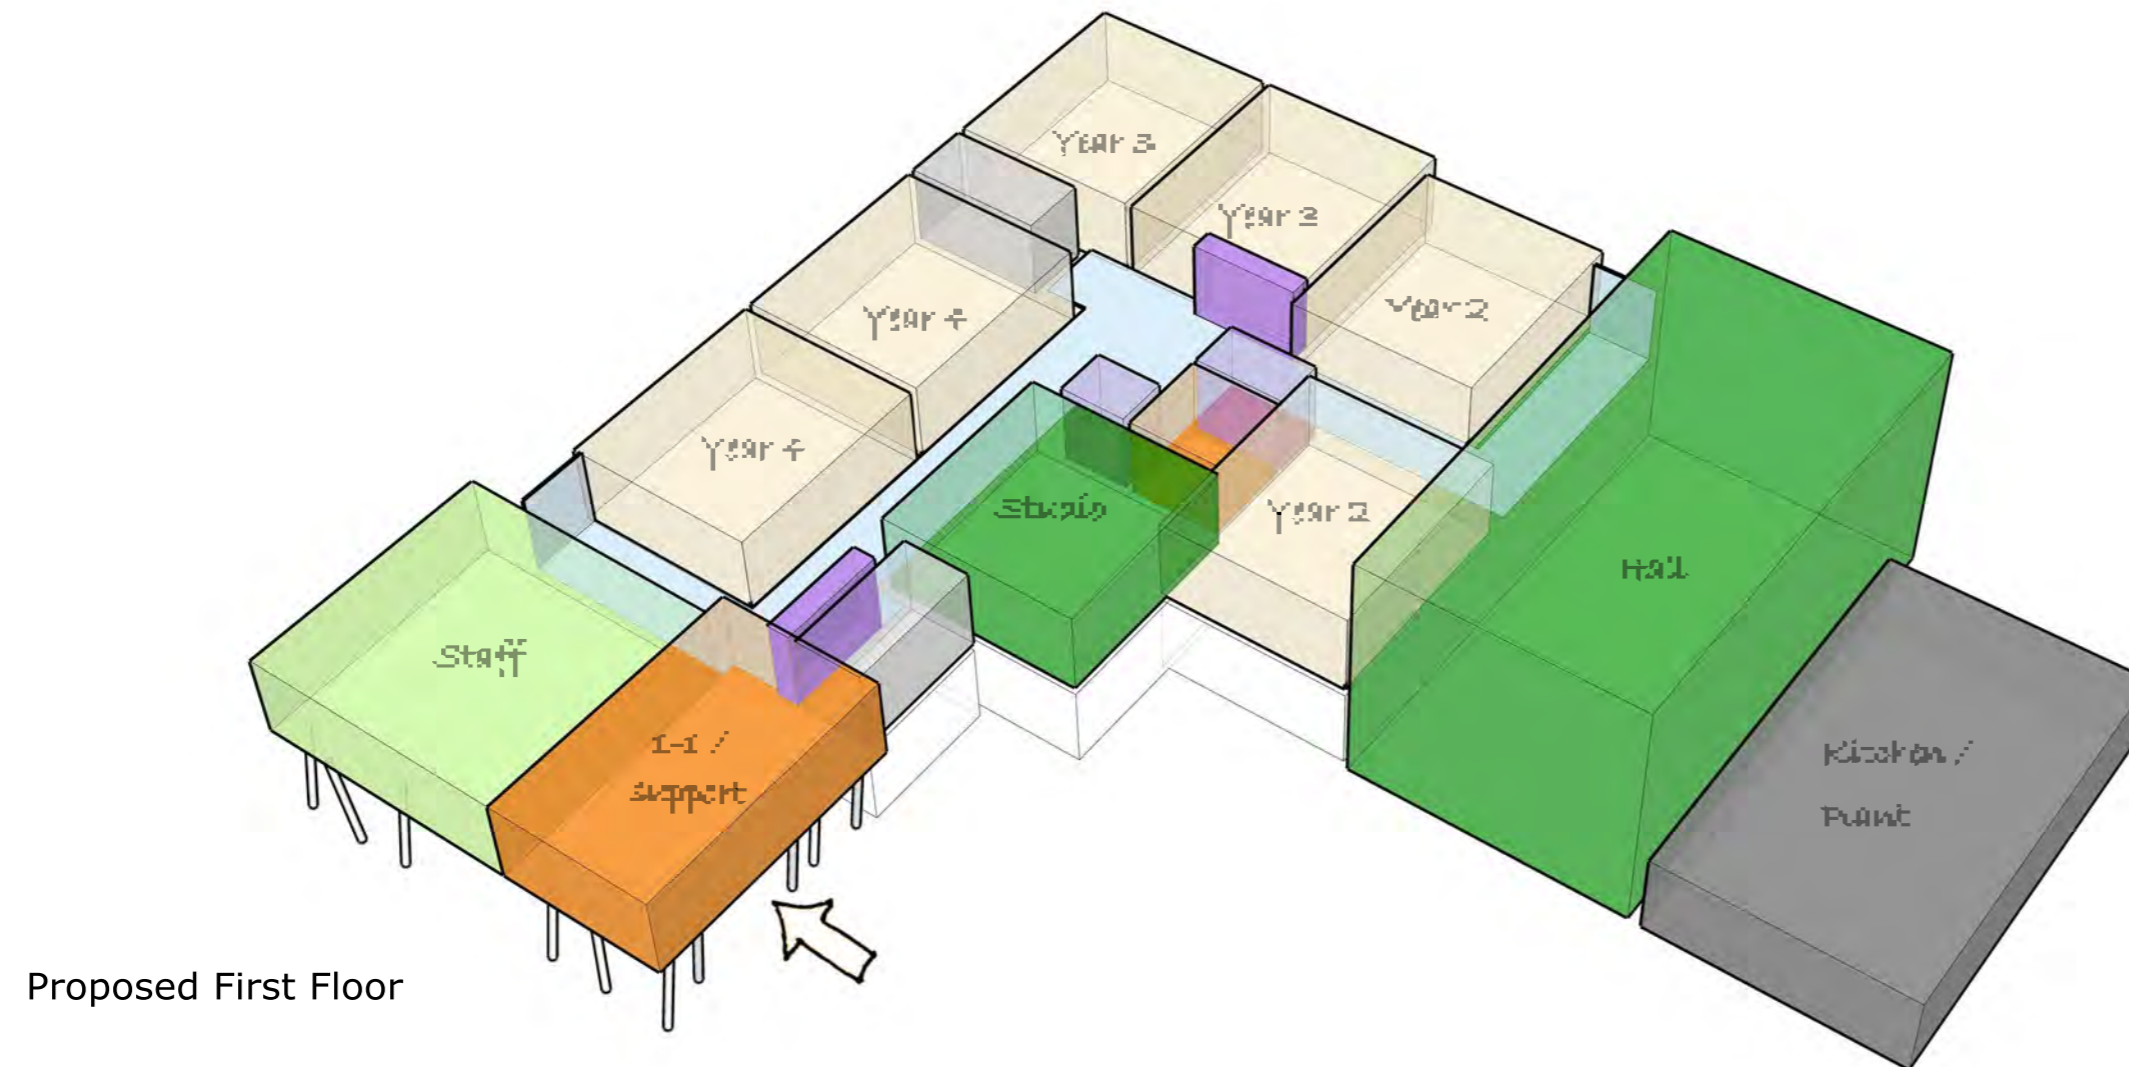 Year 3
Year 3
Year 2
Year 4
Year 4
Studio
Year 2
Hall
Staff
1-1 /
Support
Kitchen /
Plant
Proposed First Floor